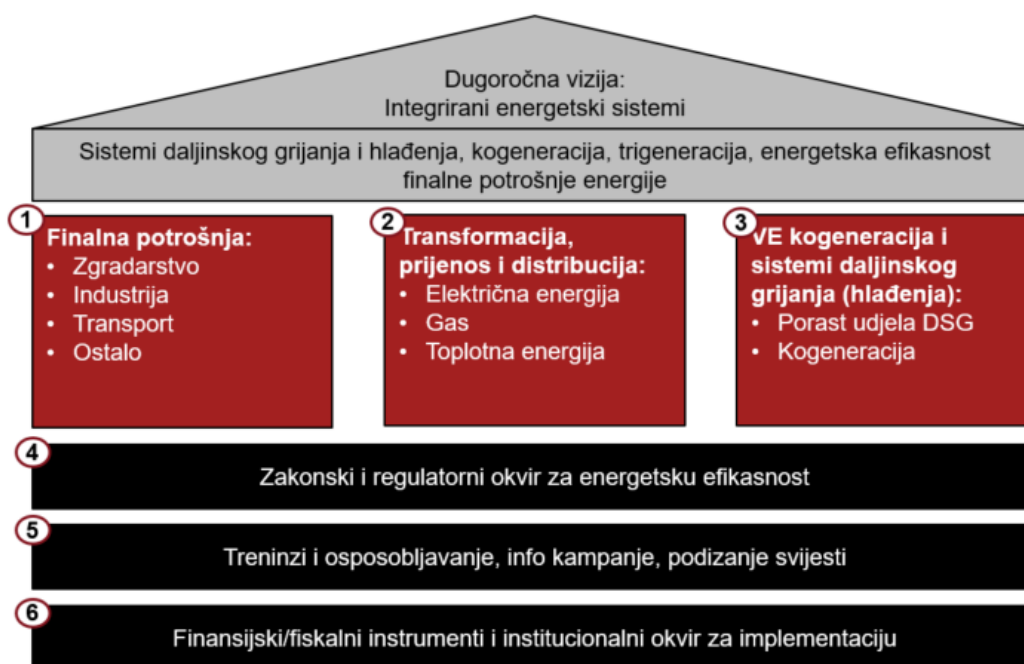 Dugoročna vizija:
Integrirani energetski sistemi
Sistemi daljinskog grijanja i hlađenja, kogeneracija, trigeneracija, energetska efikasnost
finalne potrošnje energije
1
Finalna potrošnja:
• Zgradarstvo
• Industrija
• Transport
• Ostalo
2
Transformacija,
prijenos i distribucija:
• Električna energija
• Gas
• Toplotna energija
3
VE kogeneracija i
sistemi daljinskog
grijanja (hlađenja):
• Porast udjela DSG
• Kogeneracija
4
Zakonski i regulatorni okvir za energetsku efikasnost
5
Treninzi i osposobljavanje, info kampanje, podizanje svijesti
6
Finansijski/fiskalni instrumenti i institucionalni okvir za implementaciju